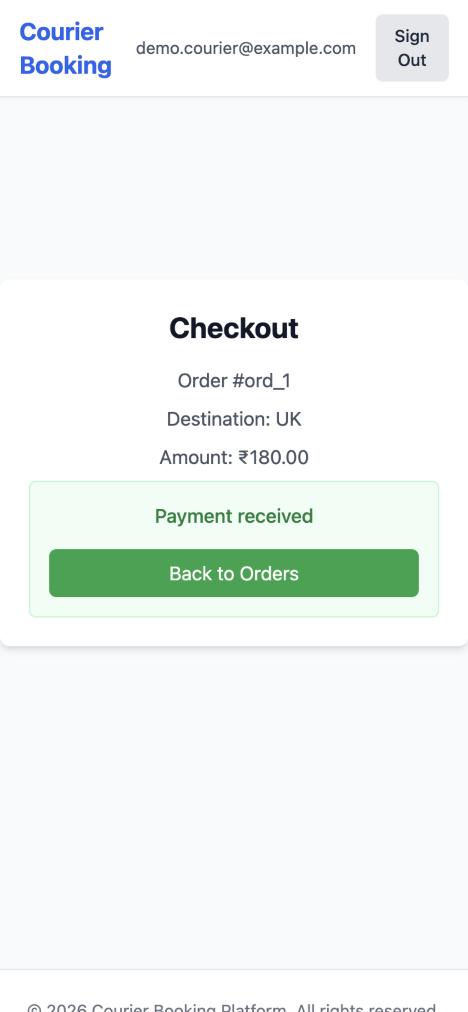 Courier
Booking
demo.courier@example.com
Sign
Out
Checkout
Order #ord_1
Destination: UK
Amount: ₹180.00
Payment received
Back to Orders
© 2026 Courier Booking Platform. All rights reserved